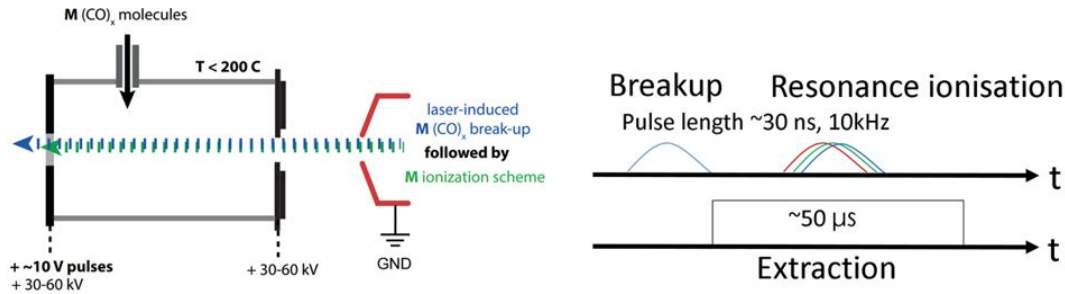 M (CO)ₓ molecules
T < 200 C
laser-induced
M (CO)ₓ break-up
followed by
M ionization scheme
+ ~10 V pulses
+ 30-60 kV
+ 30-60 kV
GND
Breakup
Resonance ionisation
Pulse length ~30 ns, 10kHz
t
~50 µs
t
Extraction